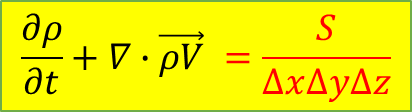 ∂ρ/∂t + ∇ · ρV⃗ = S/ΔxΔyΔz